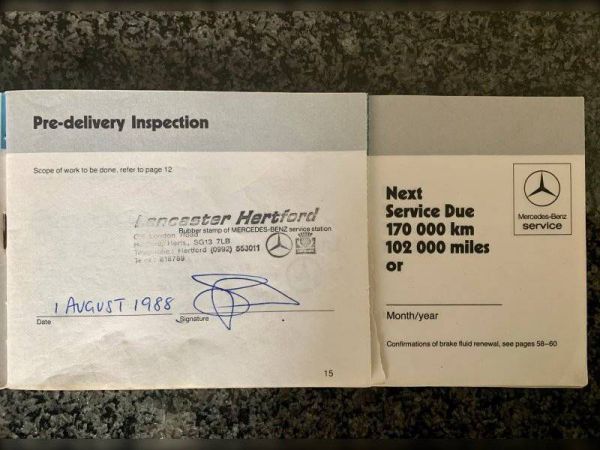 Pre-delivery Inspection
Scope of work to be done, refer to page 12
Lancaster Hertford
Rubber stamp of MERCEDES-BENZ service station
London Road
Herts, SG13 7LB
Hertford (0992) 553011
1 AUGUST 1988
Date
Signature
15
Next
Service Due
170 000 km
102 000 miles
or
Month/year
Confirmations of brake fluid renewal, see pages 58–60
Mercedes-Benz
service